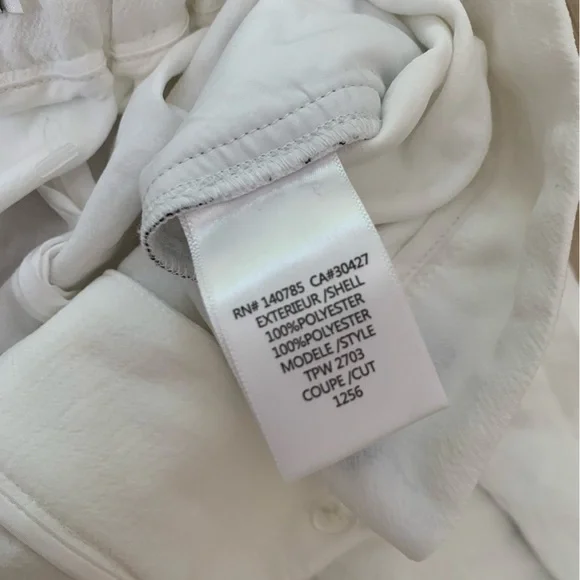 RN# 140785 CA#30427
EXTERIEUR /SHELL
100%POLYESTER
100%POLYESTER
MODELE /STYLE
TPW 2703
COUPE /CUT
1256